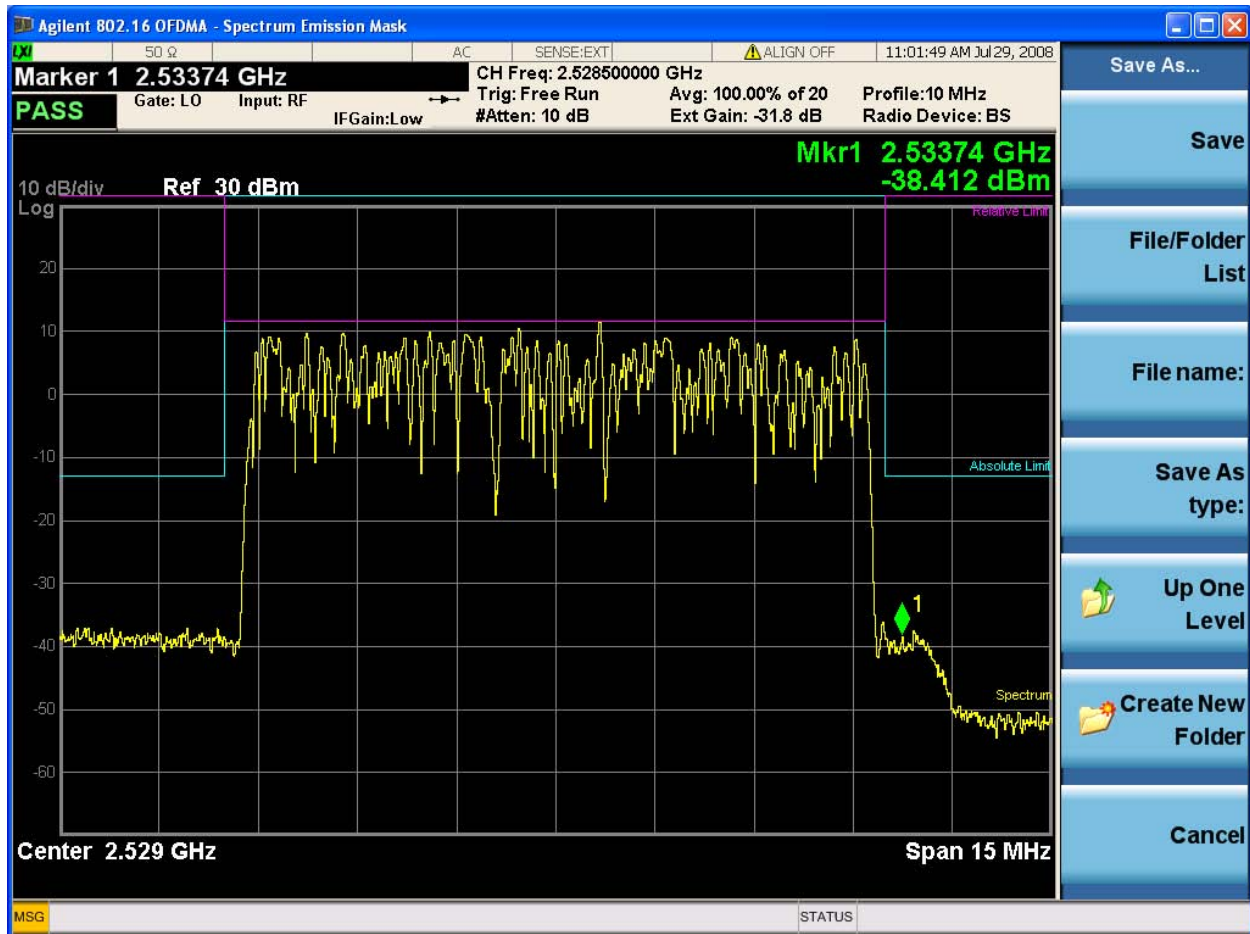 Agilent 802.16 OFDMA - Spectrum Emission Mask
LXI 50 Ω AC SENSE:EXT ALIGN OFF 11:01:49 AM Jul 29, 2008
Marker 1 2.53374 GHz
PASS
Gate: LO Input: RF
IFGain:Low
CH Freq: 2.528500000 GHz
Trig: Free Run Avg: 100.00% of 20 Profile:10 MHz
#Atten: 10 dB Ext Gain: -31.8 dB Radio Device: BS
Mkr1 2.53374 GHz
-38.412 dBm
10 dB/div Ref 30 dBm
Log
Relative Limit
20
10
0
-10
Absolute Limit
-20
-30
1
-40
Spectrum
-50
-60
Center 2.529 GHz Span 15 MHz
MSG STATUS
Save As...
Save
File/Folder
List
File name:
Save As
type:
Up One
Level
Create New
Folder
Cancel